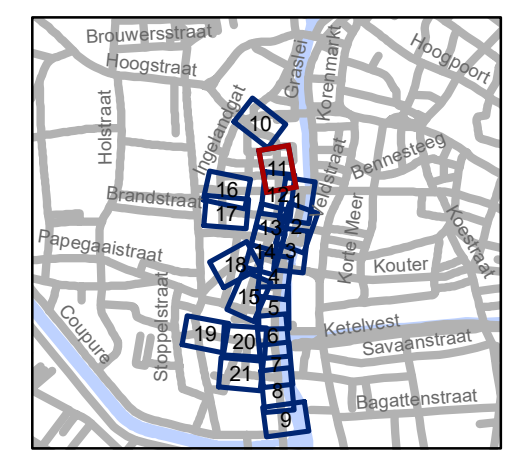 Brouwersstraat
Hoogstraat
Graslei
Korenmarkt
Hoogpoort
Holstraat
Ingelandgat
10
Bennesteeg
11
Veldstraat
16
Brandstraat
12
1
17
13
2
Korte Meer
Koestraat
Papegaaistraat
14
3
18
Kouter
4
15
5
Coupure
Stoppelstraat
19
20
6
Ketelvest
Savaanstraat
21
7
8
Bagattenstraat
9